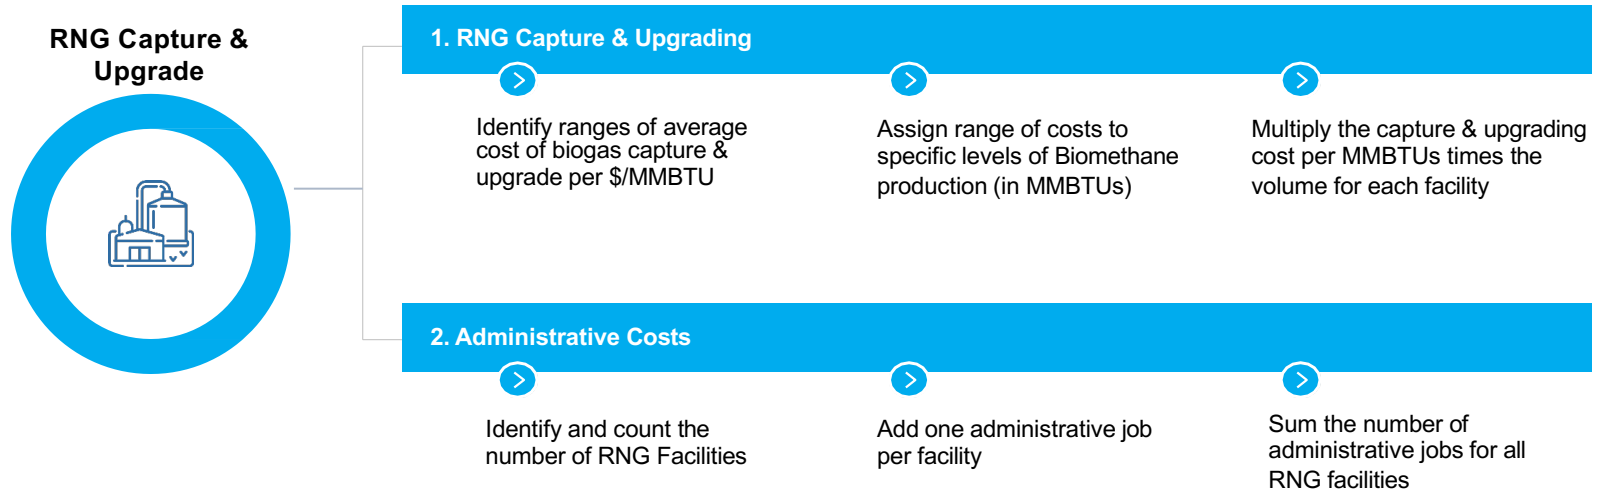 RNG Capture &
Upgrade
1. RNG Capture & Upgrading
Identify ranges of average
cost of biogas capture &
upgrade per $/MMBTU
Assign range of costs to
specific levels of Biomethane
production (in MMBTUs)
Multiply the capture & upgrading
cost per MMBTUs times the
volume for each facility
2. Administrative Costs
Identify and count the
number of RNG Facilities
Add one administrative job
per facility
Sum the number of
administrative jobs for all
RNG facilities